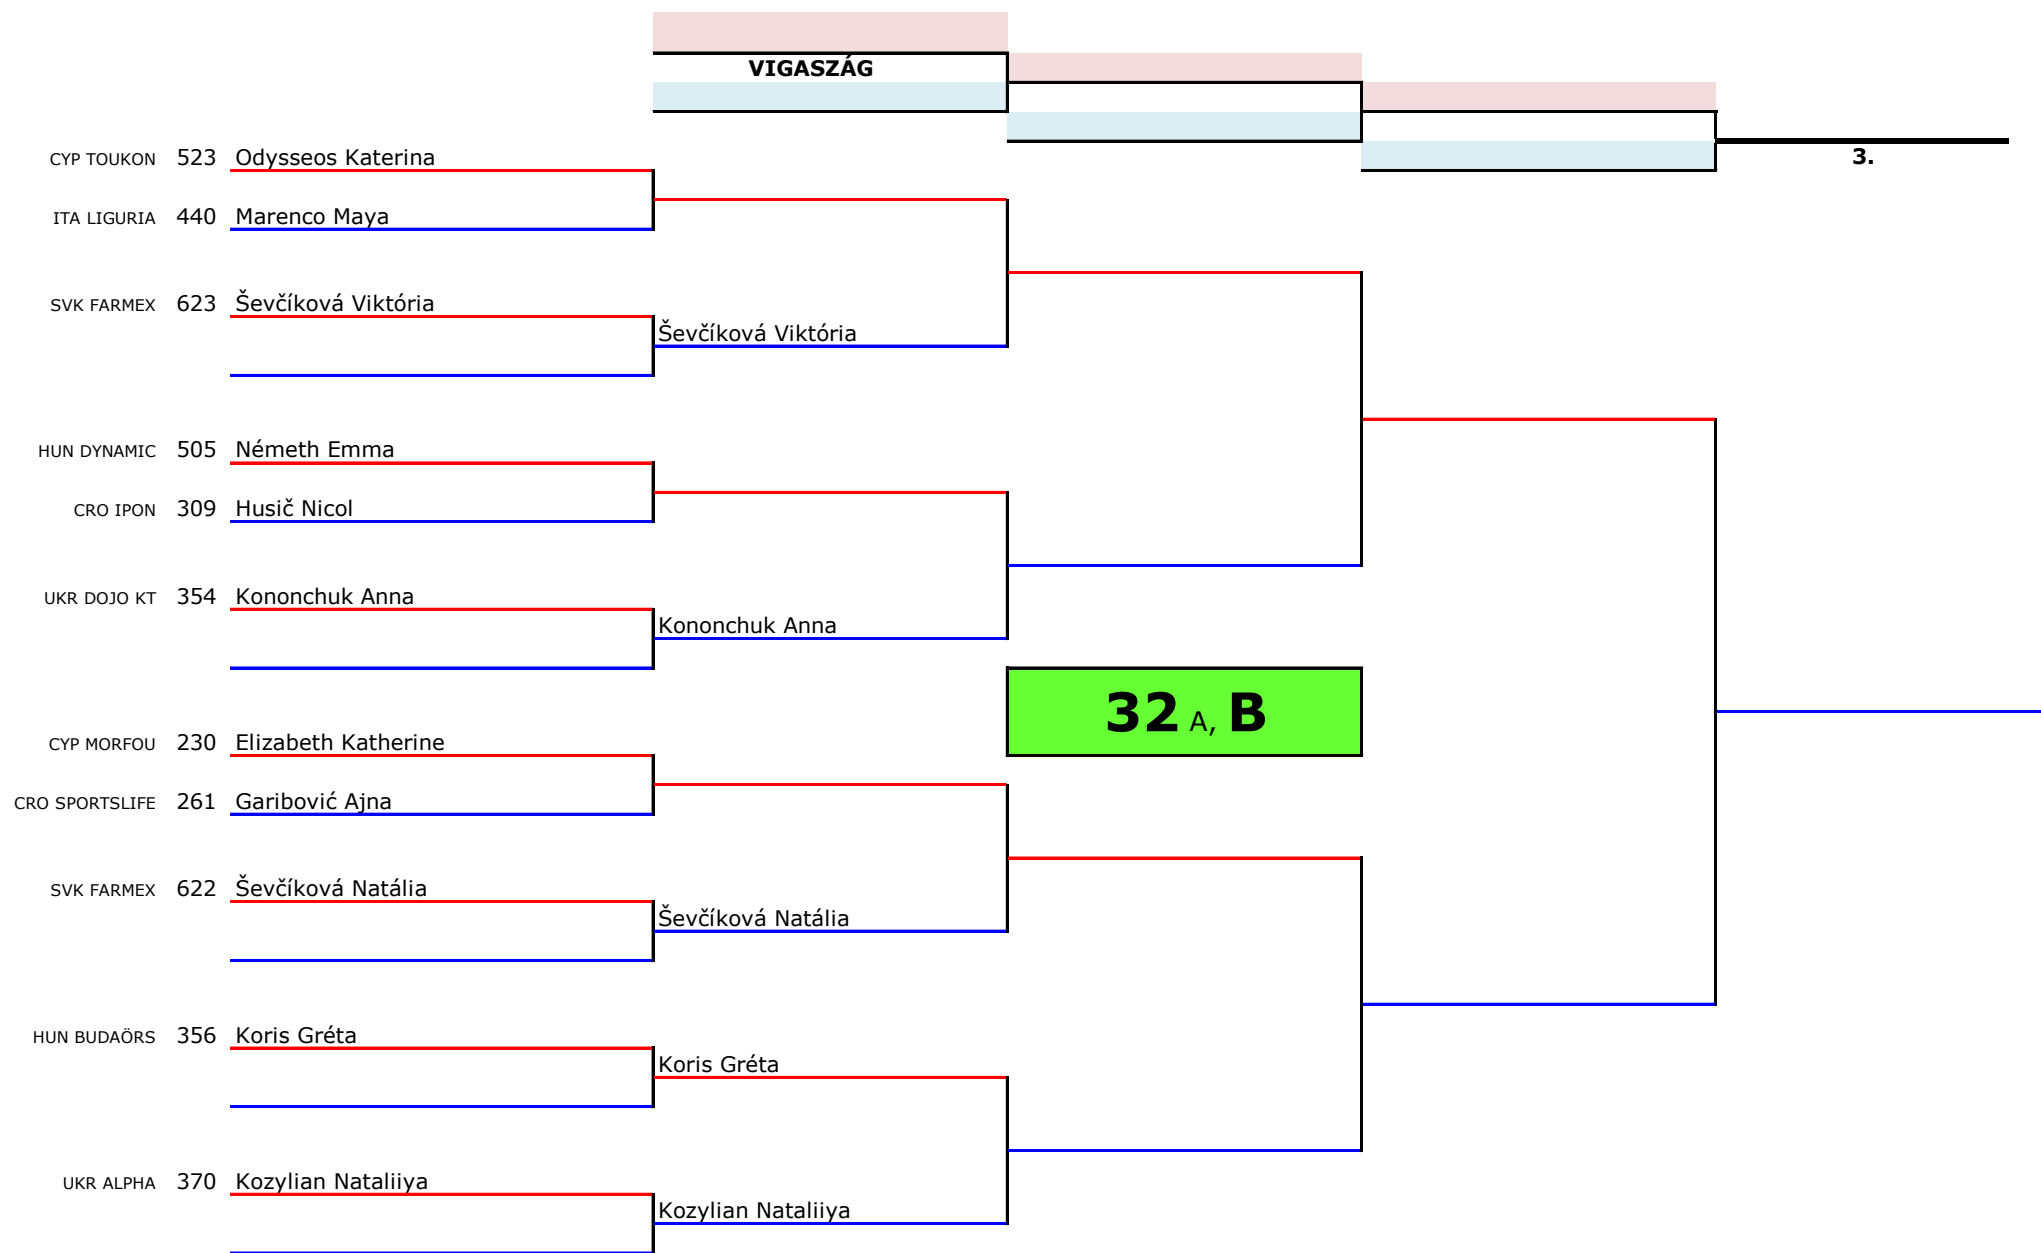 VIGASZÁG
3.
CYP TOUKON 523 Odysseos Katerina
ITA LIGURIA 440 Marenco Maya
SVK FARMEX 623 Ševčíková Viktória
Ševčíková Viktória
HUN DYNAMIC 505 Németh Emma
CRO IPON 309 Husič Nicol
UKR DOJO KT 354 Kononchuk Anna
Kononchuk Anna
32 A, B
CYP MORFOU 230 Elizabeth Katherine
CRO SPORTSLIFE 261 Garibović Ajna
SVK FARMEX 622 Ševčíková Natália
Ševčíková Natália
HUN BUDAÖRS 356 Koris Gréta
Koris Gréta
UKR ALPHA 370 Kozylian Nataliiya
Kozylian Nataliiya